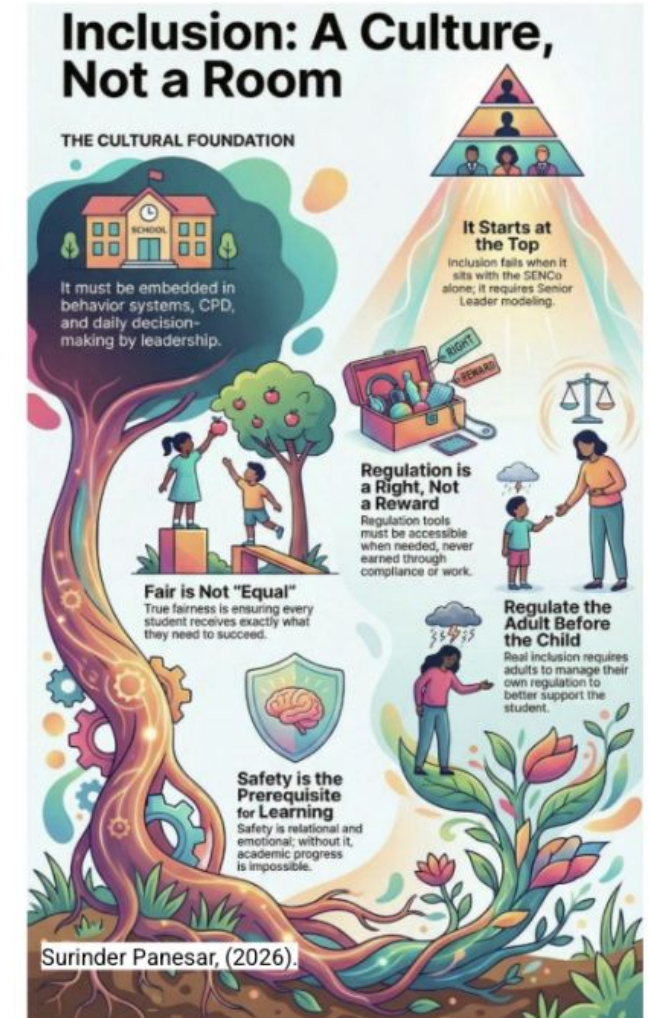 Inclusion: A Culture,
Not a Room
THE CULTURAL FOUNDATION
SCHOOL
It must be embedded in
behavior systems, CPD,
and daily decision-
making by leadership.
It Starts at
the Top
Inclusion fails when it
sits with the SENCo
alone; it requires Senior
Leader modeling.
RIGHT
REWARD
Regulation is
a Right, Not
a Reward
Regulation tools
must be accessible
when needed, never
earned through
compliance or work.
Fair is Not "Equal"
True fairness is ensuring every
student receives exactly what
they need to succeed.
Regulate the
Adult Before
the Child
Real inclusion requires
adults to manage their
own regulation to
better support the
student.
Safety is the
Prerequisite
for Learning
Safety is relational and
emotional; without it,
academic progress
is impossible.
Surinder Panesar, (2026).